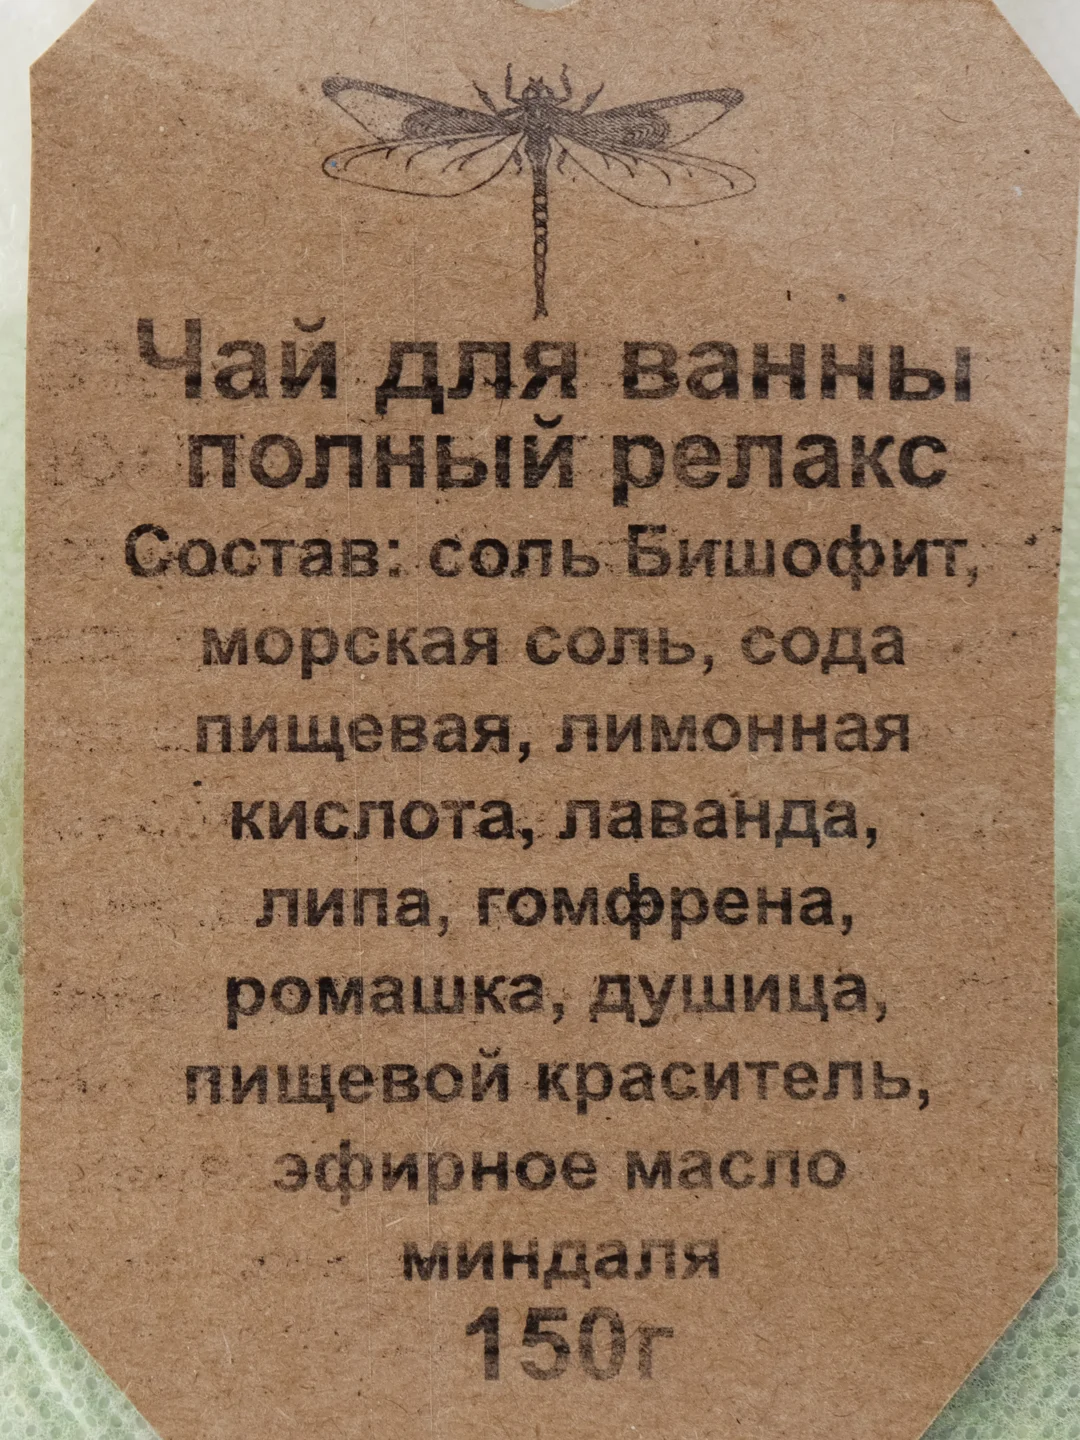 Чай для ванны
полный релакс
Состав: соль Бишофит,
морская соль, сода
пищевая, лимонная
кислота, лаванда,
липа, гомфрена,
ромашка, душица,
пищевой краситель,
эфирное масло
миндаля
150г